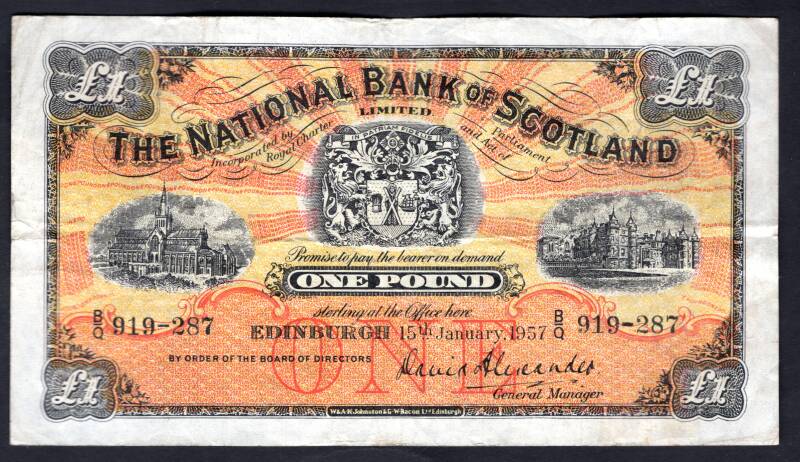 £1 £1
THE NATIONAL BANK OF SCOTLAND
LIMITED
Incorporated by Royal Charter and Act of Parliament
IN PATRIAM FIDELIS
Promise to pay the bearer on demand
ONE POUND
sterling at the Office here
B/Q 919-287 EDINBURGH 15th January, 1957 B/Q 919-287
BY ORDER OF THE BOARD OF DIRECTORS
ONE
David Alexander
General Manager
£1 £1
W. & A.K. Johnston & G.W. Bacon Ltd Edinburgh